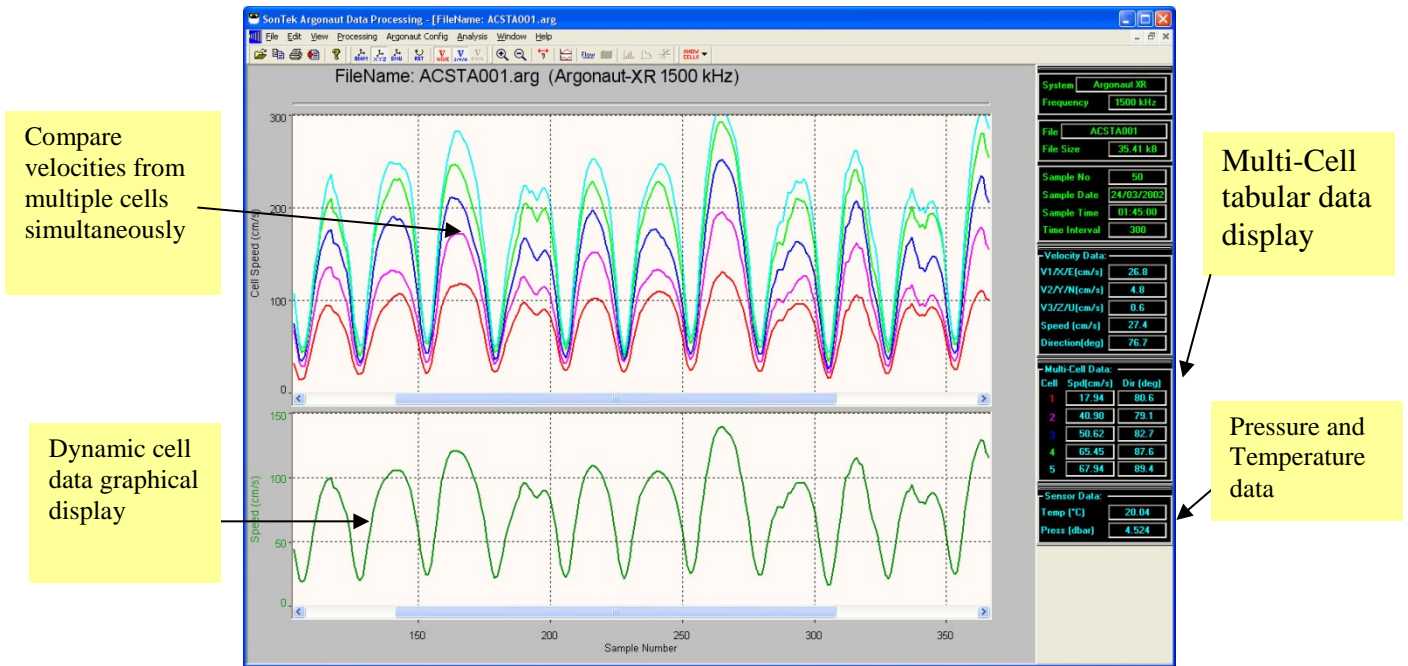 SonTek Argonaut Data Processing - [FileName: ACSTA001.arg
File Edit View Processing Argonaut Config Analysis Window Help
BEAM XYZ ENU
Flow
SHOW CELLS
FileName: ACSTA001.arg (Argonaut-XR 1500 kHz)
Compare
velocities from
multiple cells
simultaneously
Dynamic cell
data graphical
display
Cell Speed (cm/s)
300
200
100
0
Speed (cm/s)
150
100
50
0
150 200 250 300 350
Sample Number
System Argonaut XR
Frequency 1500 kHz
File ACSTA001
File Size 35.41 kB
Sample No 50
Sample Date 24/03/2002
Sample Time 01:45:00
Time Interval 300
Velocity Data:
V1/X/E(cm/s) 26.8
V2/Y/N(cm/s) 4.8
V3/Z/U(cm/s) 0.6
Speed (cm/s) 27.4
Direction(deg) 76.7
Multi-Cell Data:
Cell Spd(cm/s) Dir (deg)
1 17.94 80.6
2 40.90 79.1
3 50.62 82.7
4 65.45 87.6
5 67.94 89.4
Sensor Data:
Temp (°C) 20.04
Press (dbar) 4.524
Multi-Cell
tabular data
display
Pressure and
Temperature
data